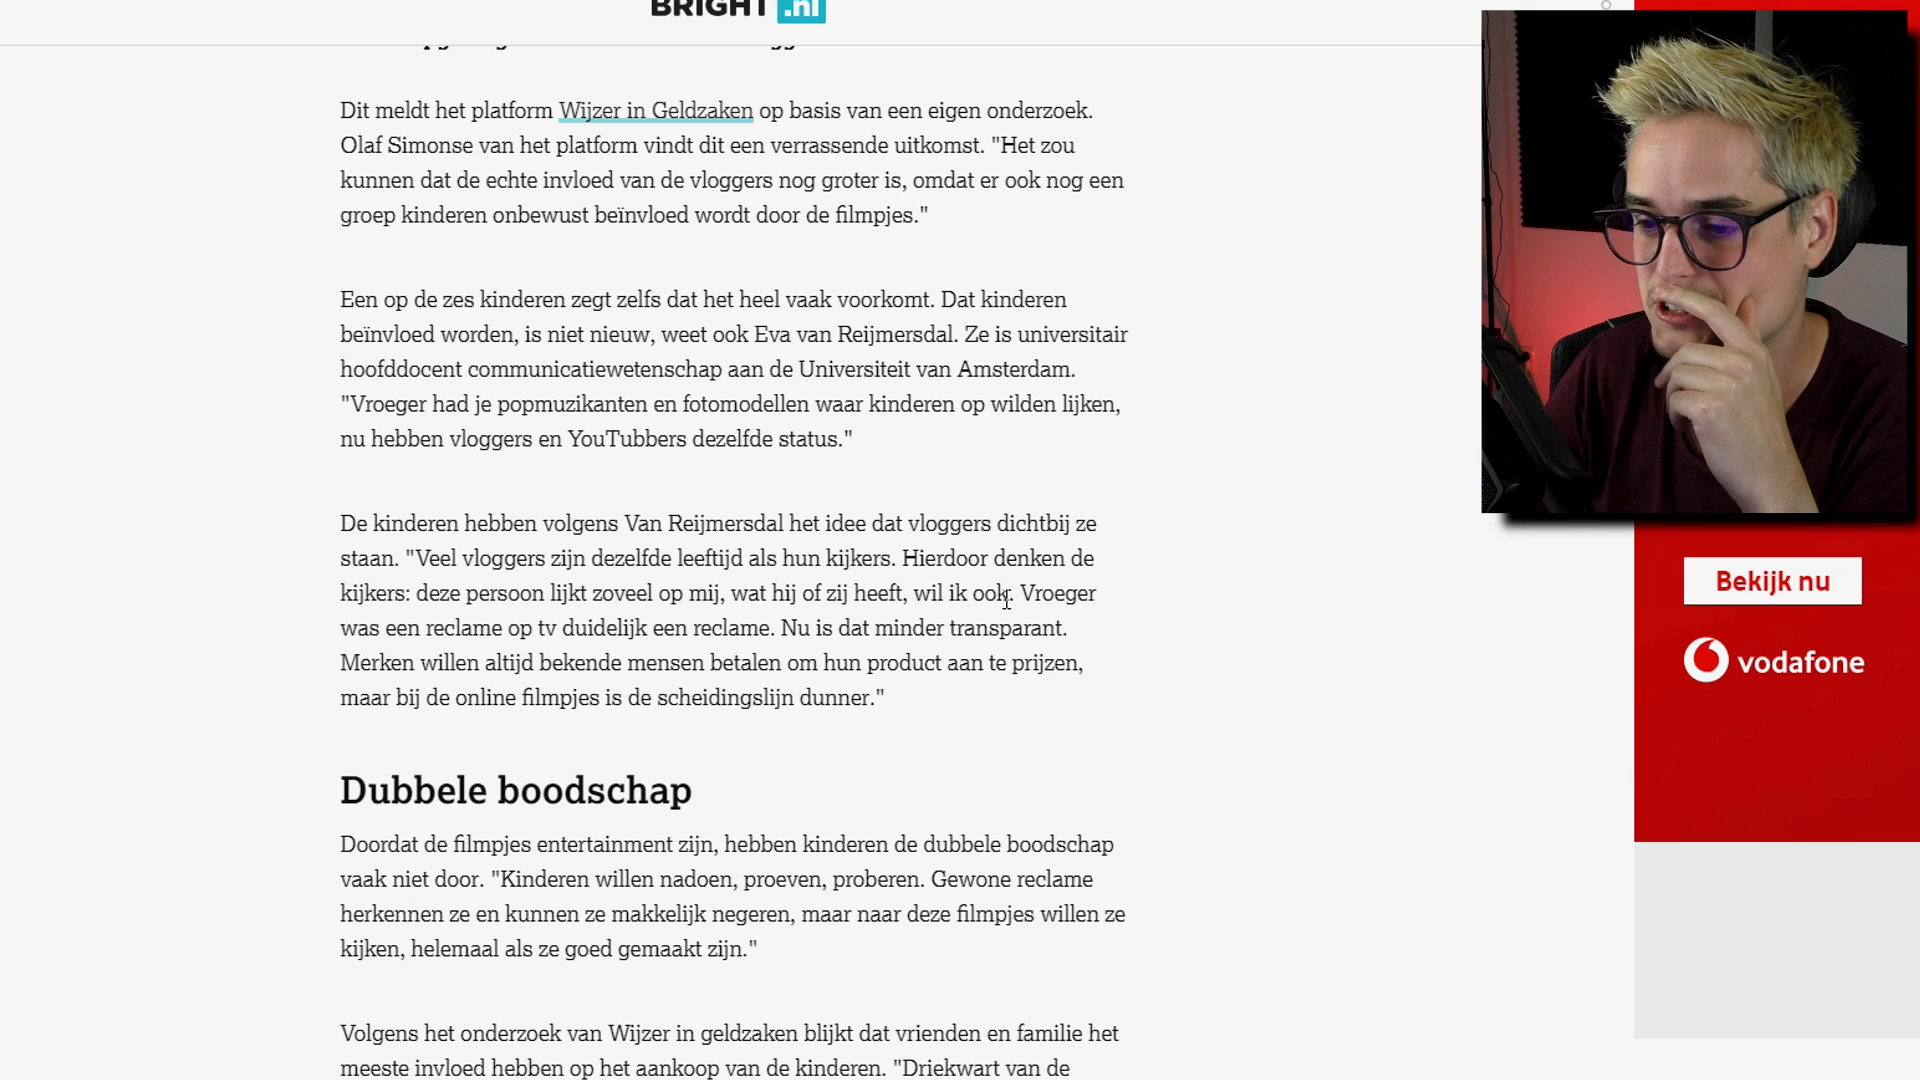 BRIGHT .nl
Dit meldt het platform Wijzer in Geldzaken op basis van een eigen onderzoek.
Olaf Simonse van het platform vindt dit een verrassende uitkomst. "Het zou
kunnen dat de echte invloed van de vloggers nog groter is, omdat er ook nog een
groep kinderen onbewust beïnvloed wordt door de filmpjes."
Een op de zes kinderen zegt zelfs dat het heel vaak voorkomt. Dat kinderen
beïnvloed worden, is niet nieuw, weet ook Eva van Reijmersdal. Ze is universitair
hoofddocent communicatiewetenschap aan de Universiteit van Amsterdam.
"Vroeger had je popmuzikanten en fotomodellen waar kinderen op wilden lijken,
nu hebben vloggers en YouTubbers dezelfde status."
De kinderen hebben volgens Van Reijmersdal het idee dat vloggers dichtbij ze
staan. "Veel vloggers zijn dezelfde leeftijd als hun kijkers. Hierdoor denken de
kijkers: deze persoon lijkt zoveel op mij, wat hij of zij heeft, wil ik ook. Vroeger
was een reclame op tv duidelijk een reclame. Nu is dat minder transparant.
Merken willen altijd bekende mensen betalen om hun product aan te prijzen,
maar bij de online filmpjes is de scheidingslijn dunner."
Dubbele boodschap
Doordat de filmpjes entertainment zijn, hebben kinderen de dubbele boodschap
vaak niet door. "Kinderen willen nadoen, proeven, proberen. Gewone reclame
herkennen ze en kunnen ze makkelijk negeren, maar naar deze filmpjes willen ze
kijken, helemaal als ze goed gemaakt zijn."
Volgens het onderzoek van Wijzer in geldzaken blijkt dat vrienden en familie het
meeste invloed hebben op het aankoop van de kinderen. "Driekwart van de
Bekijk nu
vodafone